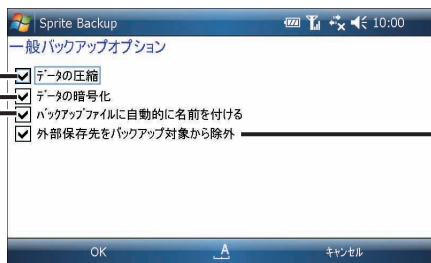 Sprite Backup 10:00
一般バックアップオプション
データの圧縮
データの暗号化
バックアップファイルに自動的に名前を付ける
外部保存先をバックアップ対象から除外
OK A キャンセル